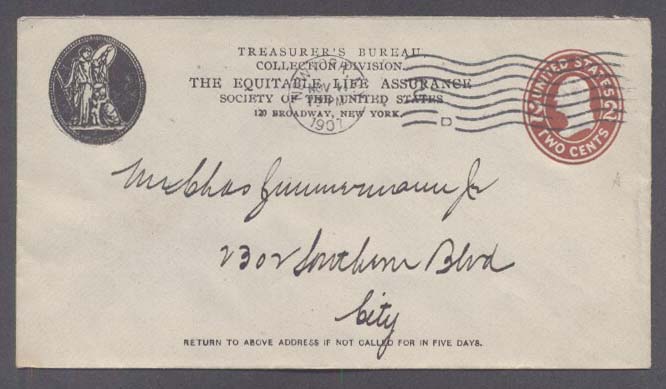 TREASURER'S BUREAU,
COLLECTION DIVISION.
THE EQUITABLE LIFE ASSURANCE
SOCIETY OF THE UNITED STATES
120 BROADWAY, NEW YORK.
NOV
1907
D
UNITED STATES
2 2
TWO CENTS
Mr Chas Zimmermann Jr
1302 Southern Blvd
City
RETURN TO ABOVE ADDRESS IF NOT CALLED FOR IN FIVE DAYS.